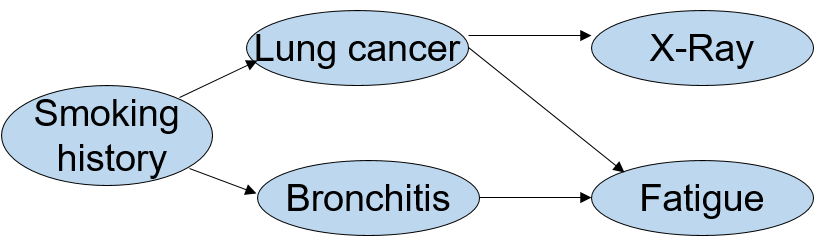 Lung cancer
X-Ray
Smoking
history
Bronchitis
Fatigue